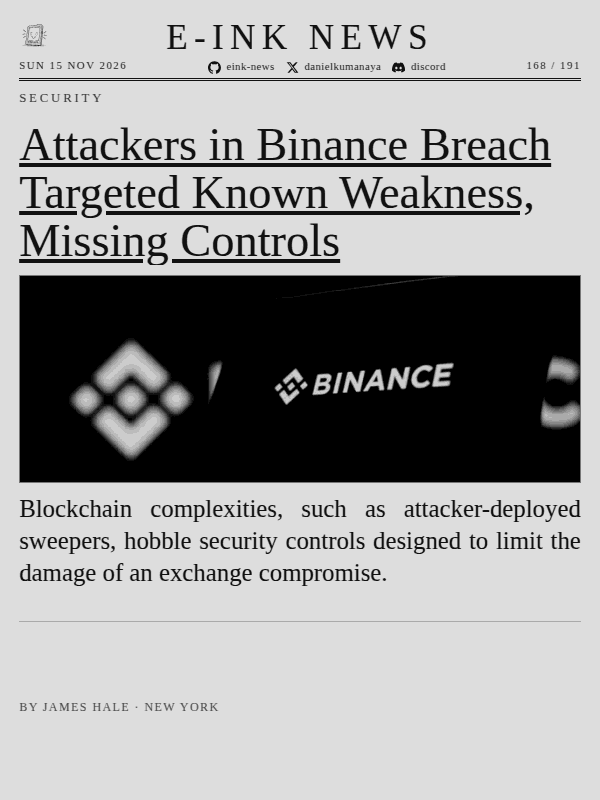 E-INK NEWS
SUN 15 NOV 2026
eink-news danielkumanaya discord
168 / 191
SECURITY
Attackers in Binance Breach
Targeted Known Weakness,
Missing Controls
BINANCE
Blockchain complexities, such as attacker-deployed
sweepers, hobble security controls designed to limit the
damage of an exchange compromise.
BY JAMES HALE · NEW YORK